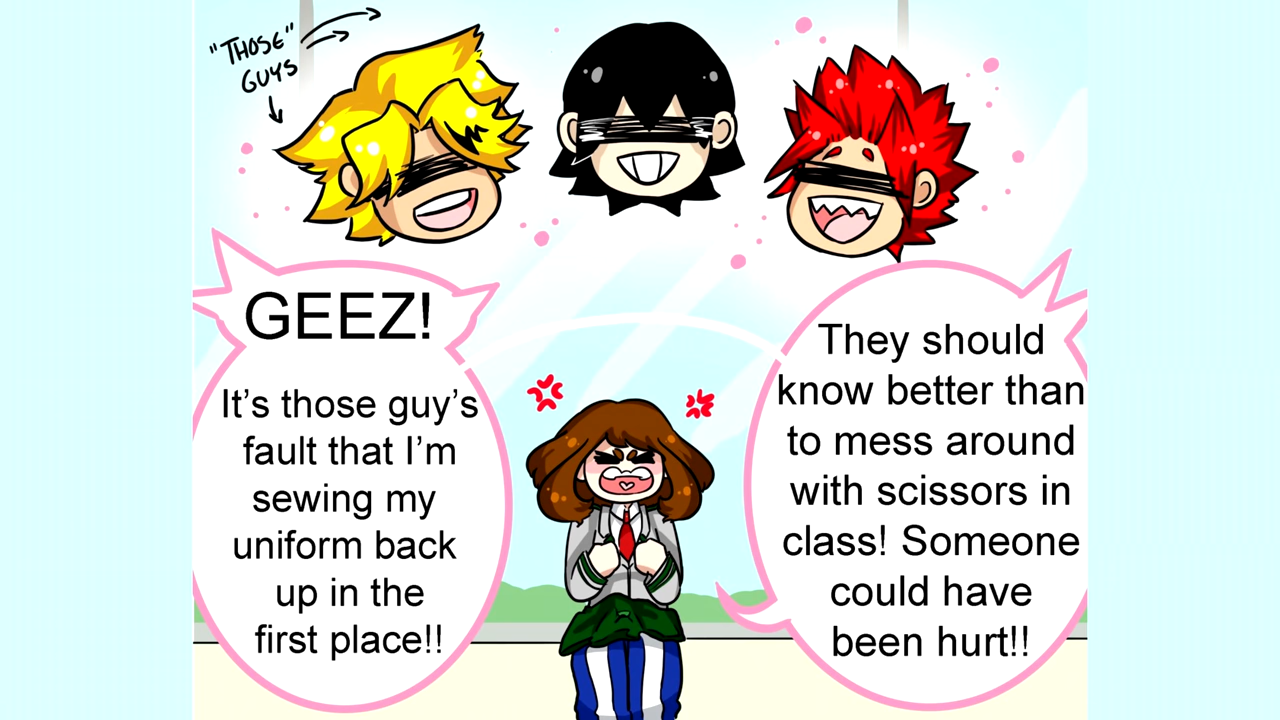 "THOSE"
GUYS
GEEZ!
It's those guy's
fault that I'm
sewing my
uniform back
up in the
first place!!
They should
know better than
to mess around
with scissors in
class! Someone
could have
been hurt!!